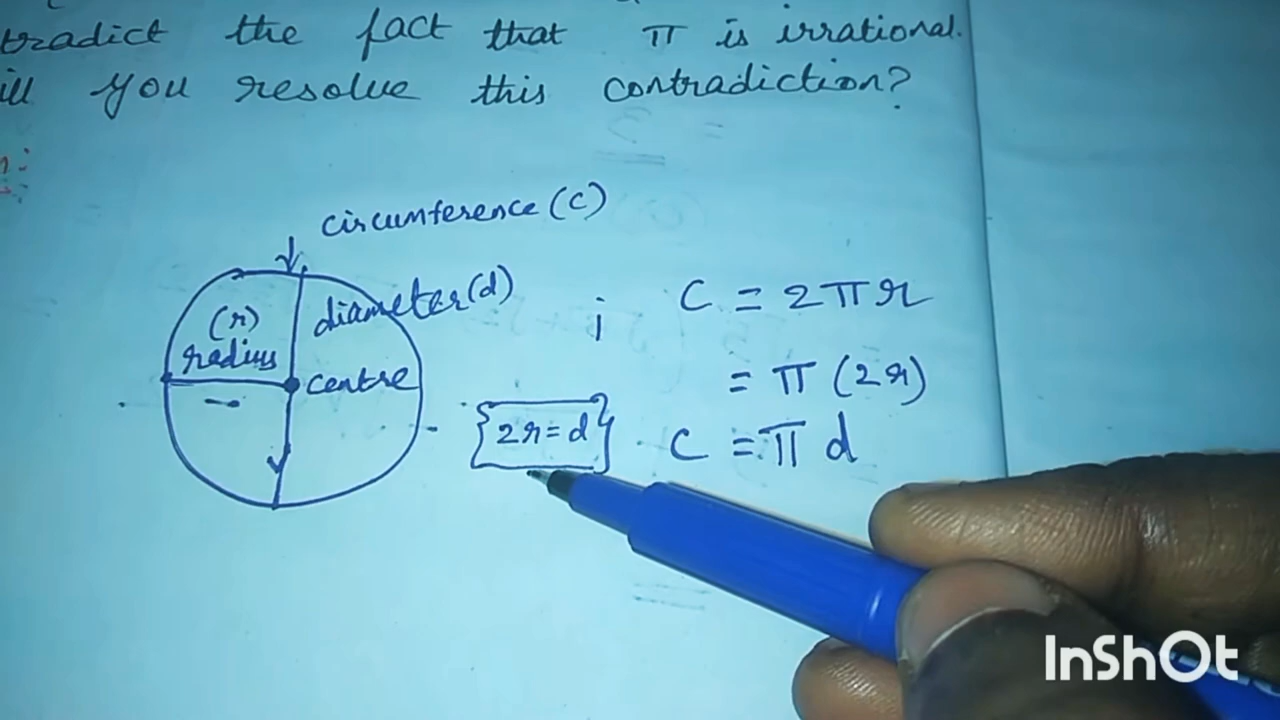 tradict the fact that π is irrational.
ill you resolve this contradiction?
n:
circumference (c)
diameter (d)
(r)
radius
centre
C = 2πr
= π (2r)
{2r = d}
C = π d
InShOt